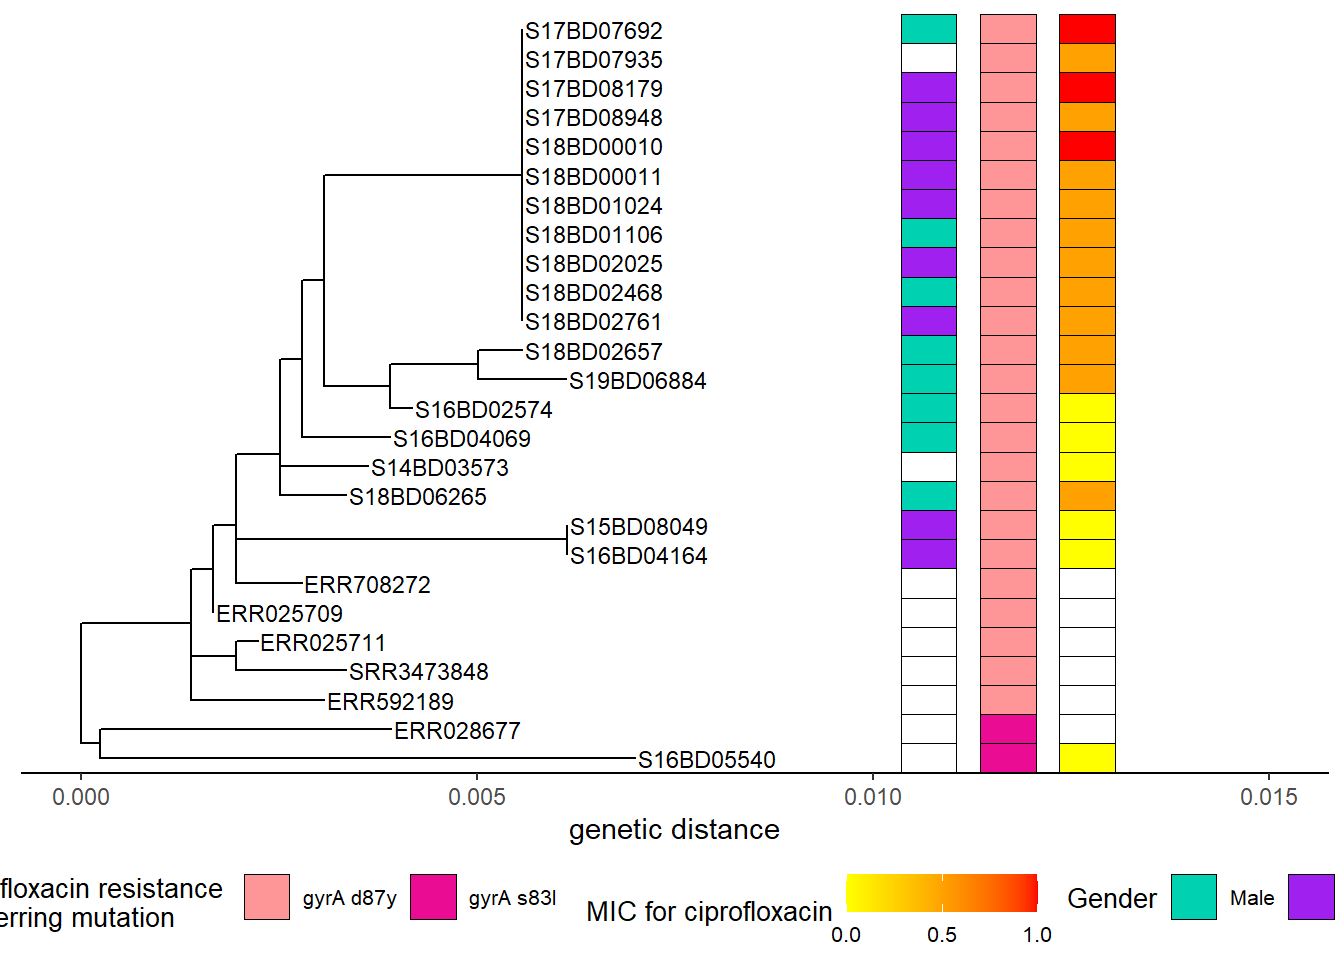 S17BD07692
S17BD07935
S17BD08179
S17BD08948
S18BD00010
S18BD00011
S18BD01024
S18BD01106
S18BD02025
S18BD02468
S18BD02761
S18BD02657
S19BD06884
S16BD02574
S16BD04069
S14BD03573
S18BD06265
S15BD08049
S16BD04164
ERR708272
ERR025709
ERR025711
SRR3473848
ERR592189
ERR028677
S16BD05540
0.000 0.005 0.010 0.015
genetic distance
floxacin resistance
erring mutation
gyrA d87y gyrA s83l
MIC for ciprofloxacin
0.0 0.5 1.0
Gender Male